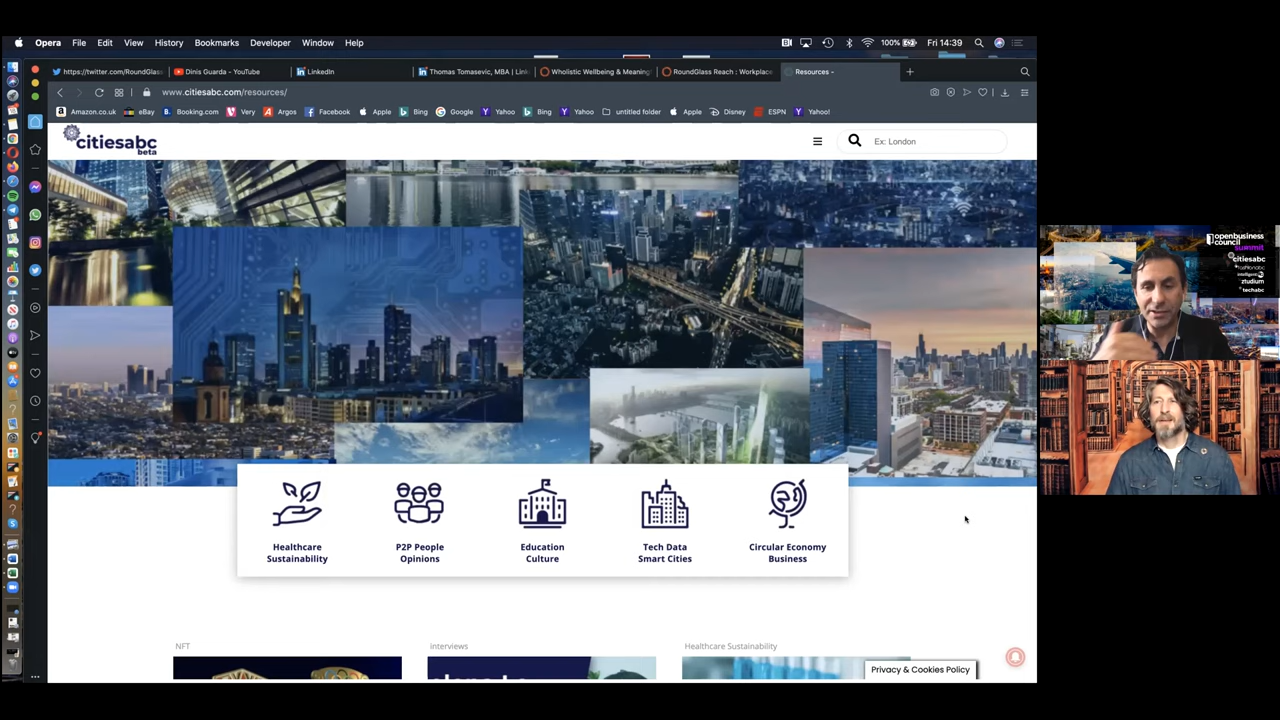 Opera File Edit View History Bookmarks Developer Window Help
100% Fri 14:39
https://twitter.com/RoundGlas
Dinis Guarda - YouTube
LinkedIn
Thomas Tomasevic, MBA | Link
Wholistic Wellbeing & Meaning
RoundGlass Reach : Workplace
Resources -
www.citiesabc.com/resources/
Amazon.co.uk eBay Booking.com Very Argos Facebook Apple Bing Google Yahoo Bing Yahoo untitled folder Apple Disney ESPN Yahoo!
citiesabc
beta
Ex: London
openbusiness
council
summit
citiesabc
fashionabc
ztudium
techabc
Healthcare
Sustainability
P2P People
Opinions
Education
Culture
Tech Data
Smart Cities
Circular Economy
Business
NFT
Interviews
Healthcare Sustainability
Privacy & Cookies Policy